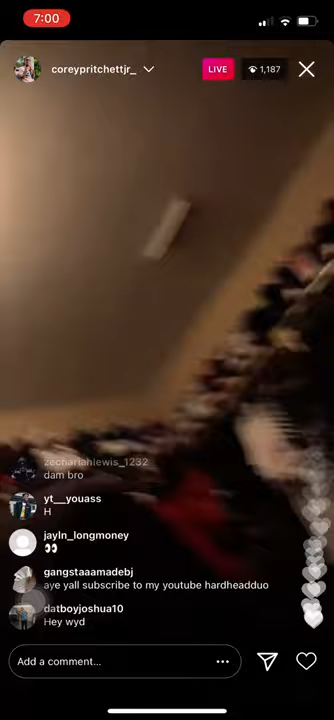 7:00
coreypritchettjr_
LIVE
1,187
zechariahlewis_1232
dam bro
yt__youass
H
jayln_longmoney
👀
gangstaaamadebj
aye yall subscribe to my youtube hardheadduo
datboyjoshua10
Hey wyd
Add a comment...